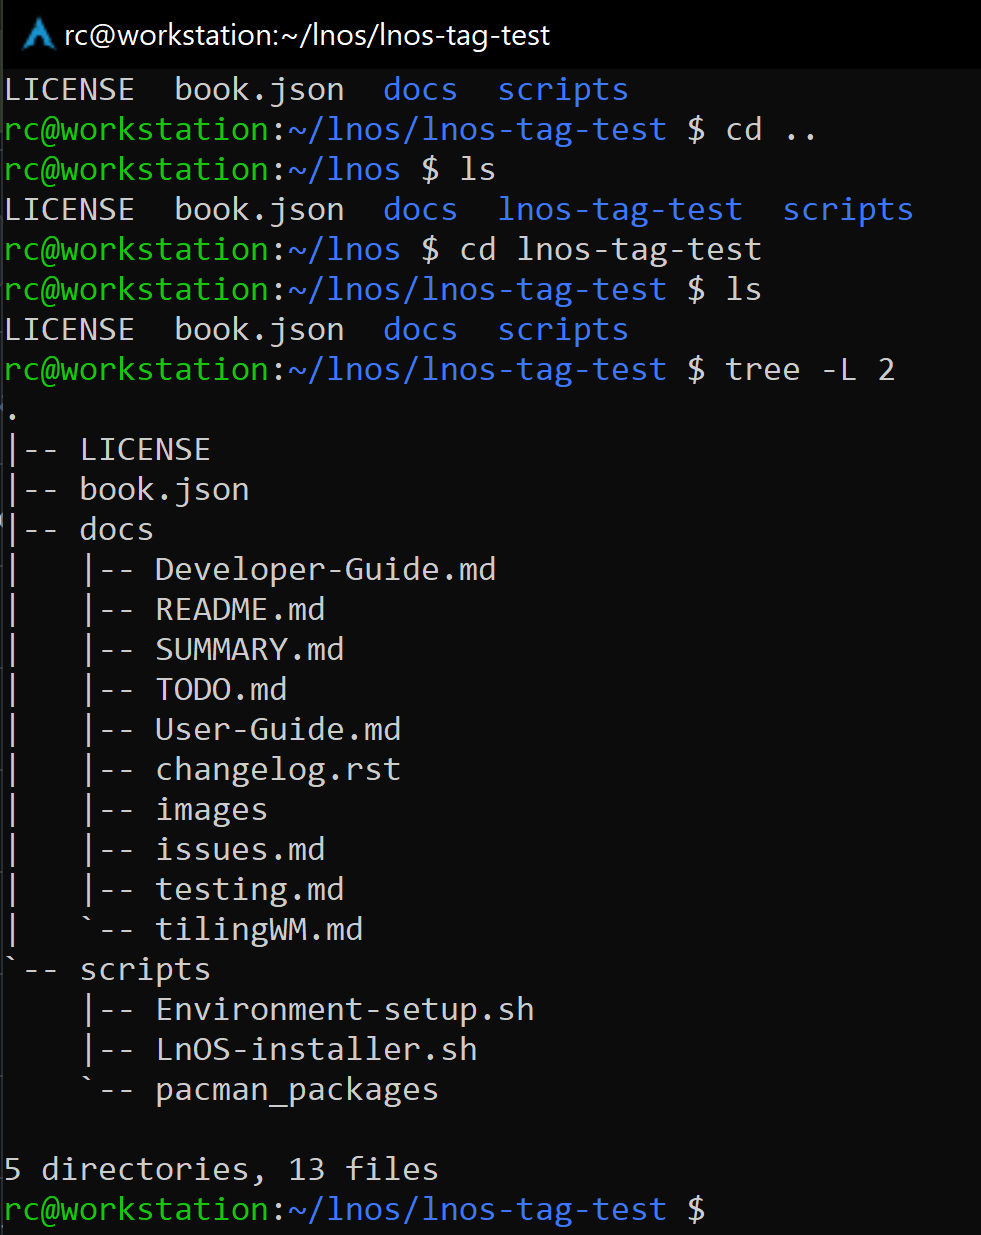 rc@workstation:~/lnos/lnos-tag-test
LICENSE  book.json  docs  scripts
rc@workstation:~/lnos/lnos-tag-test $ cd ..
rc@workstation:~/lnos $ ls
LICENSE  book.json  docs  lnos-tag-test  scripts
rc@workstation:~/lnos $ cd lnos-tag-test
rc@workstation:~/lnos/lnos-tag-test $ ls
LICENSE  book.json  docs  scripts
rc@workstation:~/lnos/lnos-tag-test $ tree -L 2
.
|-- LICENSE
|-- book.json
|-- docs
|   |-- Developer-Guide.md
|   |-- README.md
|   |-- SUMMARY.md
|   |-- TODO.md
|   |-- User-Guide.md
|   |-- changelog.rst
|   |-- images
|   |-- issues.md
|   |-- testing.md
|   `-- tilingWM.md
`-- scripts
    |-- Environment-setup.sh
    |-- LnOS-installer.sh
    `-- pacman_packages

5 directories, 13 files
rc@workstation:~/lnos/lnos-tag-test $